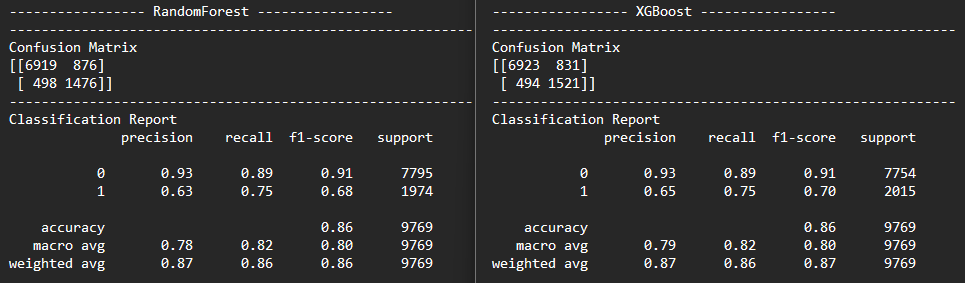 ---------------- RandomForest ----------------
-------------------------------------------------------
Confusion Matrix
[[6919  876]
 [ 498 1476]]
-------------------------------------------------------
Classification Report
              precision    recall  f1-score   support

           0       0.93      0.89      0.91      7795
           1       0.63      0.75      0.68      1974

    accuracy                           0.86      9769
   macro avg       0.78      0.82      0.80      9769
weighted avg       0.87      0.86      0.86      9769
---------------- XGBoost ----------------
-------------------------------------------------------
Confusion Matrix
[[6923  831]
 [ 494 1521]]
-------------------------------------------------------
Classification Report
              precision    recall  f1-score   support

           0       0.93      0.89      0.91      7754
           1       0.65      0.75      0.70      2015

    accuracy                           0.86      9769
   macro avg       0.79      0.82      0.80      9769
weighted avg       0.87      0.86      0.87      9769